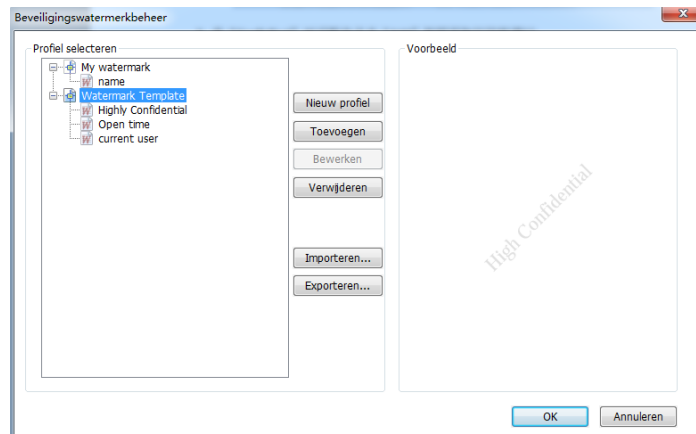 Beveiligingswatermerkbeheer
Profiel selecteren
My watermark
name
Watermark Template
Highly Confidential
Open time
current user
Nieuw profiel
Toevoegen
Bewerken
Verwijderen
Importeren...
Exporteren...
Voorbeeld
High Confidential
OK
Annuleren